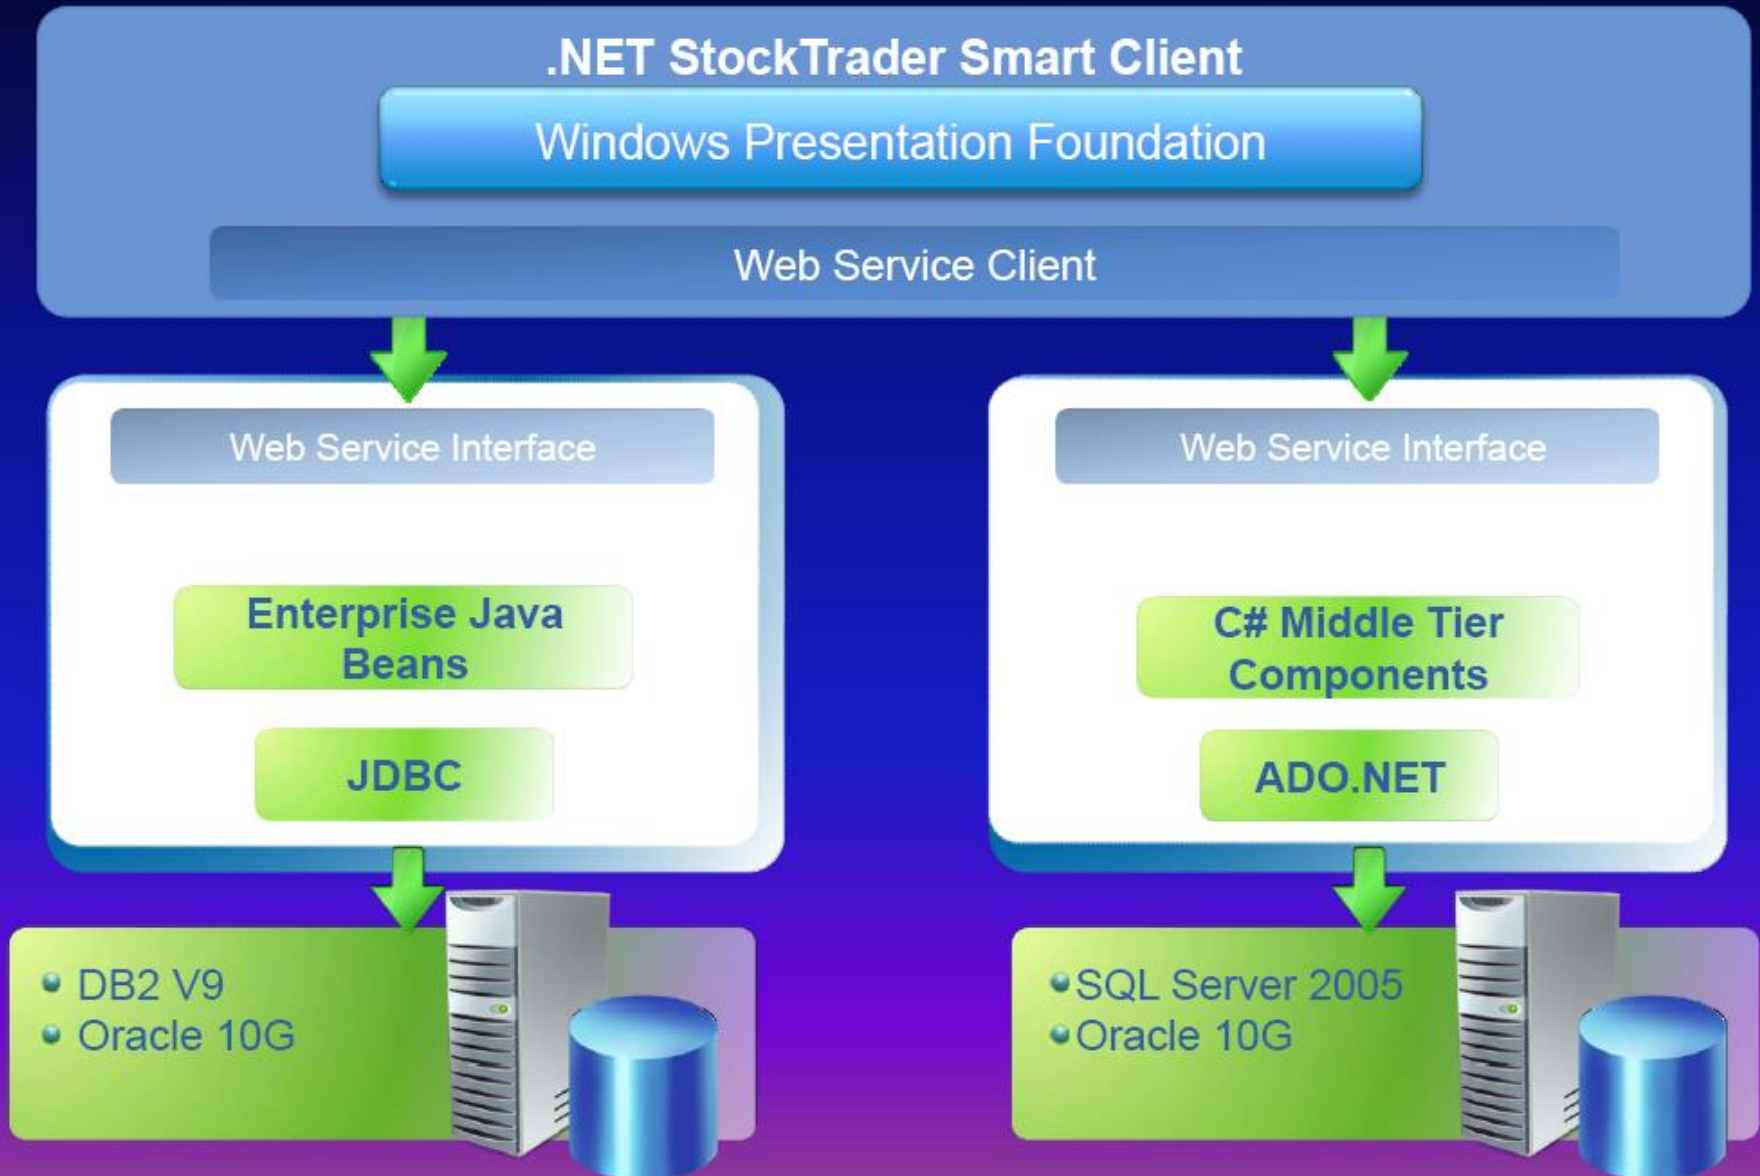 .NET StockTrader Smart Client
Windows Presentation Foundation
Web Service Client
Web Service Interface
Enterprise Java
Beans
JDBC
DB2 V9
Oracle 10G
Web Service Interface
C# Middle Tier
Components
ADO.NET
SQL Server 2005
Oracle 10G